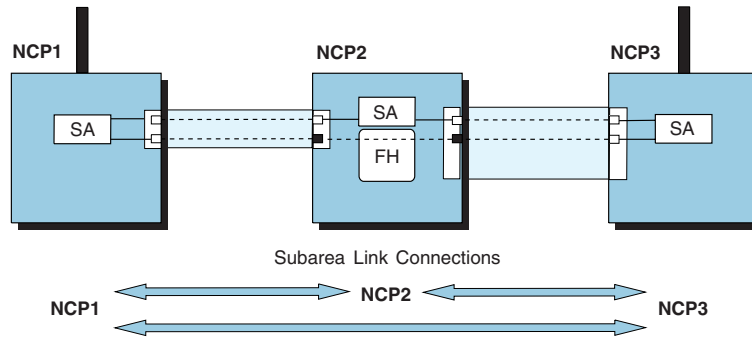 NCP1
NCP2
NCP3
SA
SA
SA
FH
Subarea Link Connections
NCP1
NCP2
NCP3